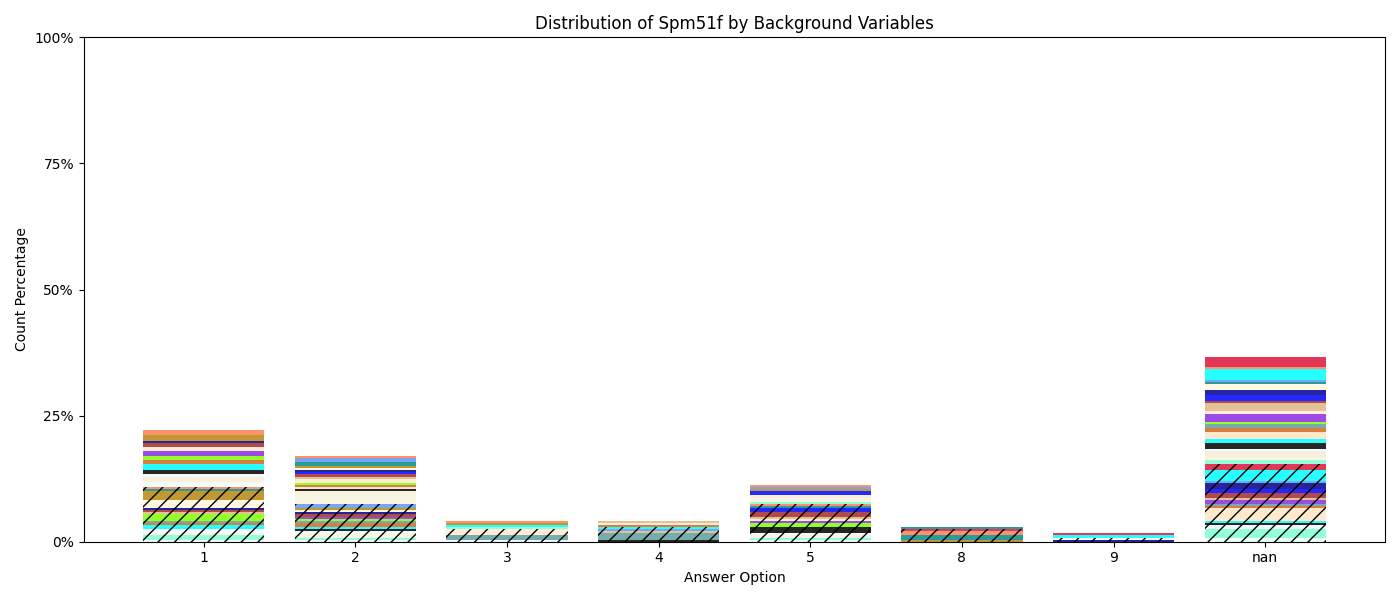 Distribution of Spm51f by Background Variables
100%
75%
50%
25%
0%
Count Percentage
1 2 3 4 5 8 9 nan
Answer Option